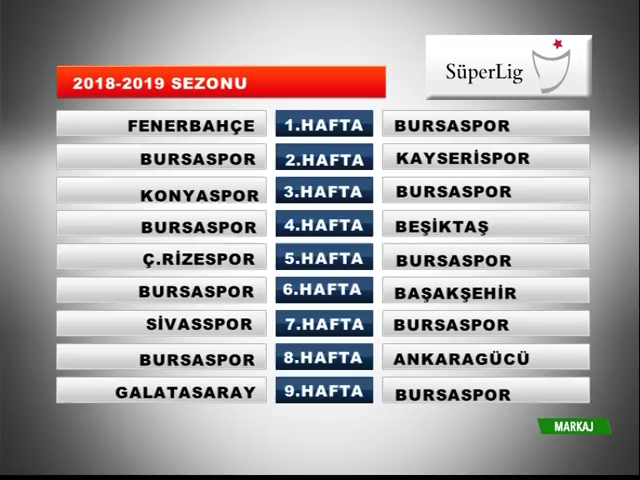 SüperLig
2018-2019 SEZONU
FENERBAHÇE 1.HAFTA BURSASPOR
BURSASPOR 2.HAFTA KAYSERİSPOR
KONYASPOR 3.HAFTA BURSASPOR
BURSASPOR 4.HAFTA BEŞİKTAŞ
Ç.RİZESPOR 5.HAFTA BURSASPOR
BURSASPOR 6.HAFTA BAŞAKŞEHİR
SİVASSPOR 7.HAFTA BURSASPOR
BURSASPOR 8.HAFTA ANKARAGÜCÜ
GALATASARAY 9.HAFTA BURSASPOR
MARKAJ